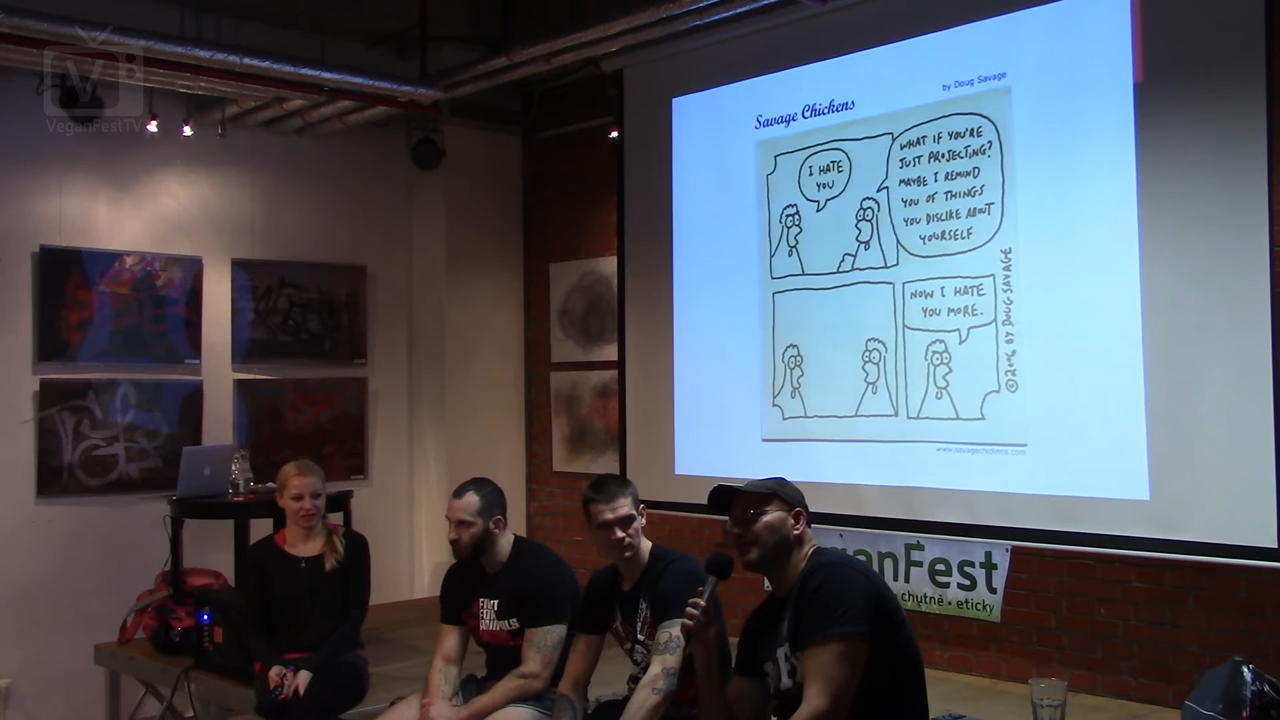 VeganFestTV
by Doug Savage
Savage Chickens
I HATE
YOU
WHAT IF YOU'RE
JUST PROJECTING?
MAYBE I REMIND
YOU OF THINGS
YOU DISLIKE ABOUT
YOURSELF
NOW I HATE
YOU MORE.
© 2006 BY DOUG SAVAGE
www.savagechickens.com
ganFest
chutně • eticky
FOR
ANIMALS